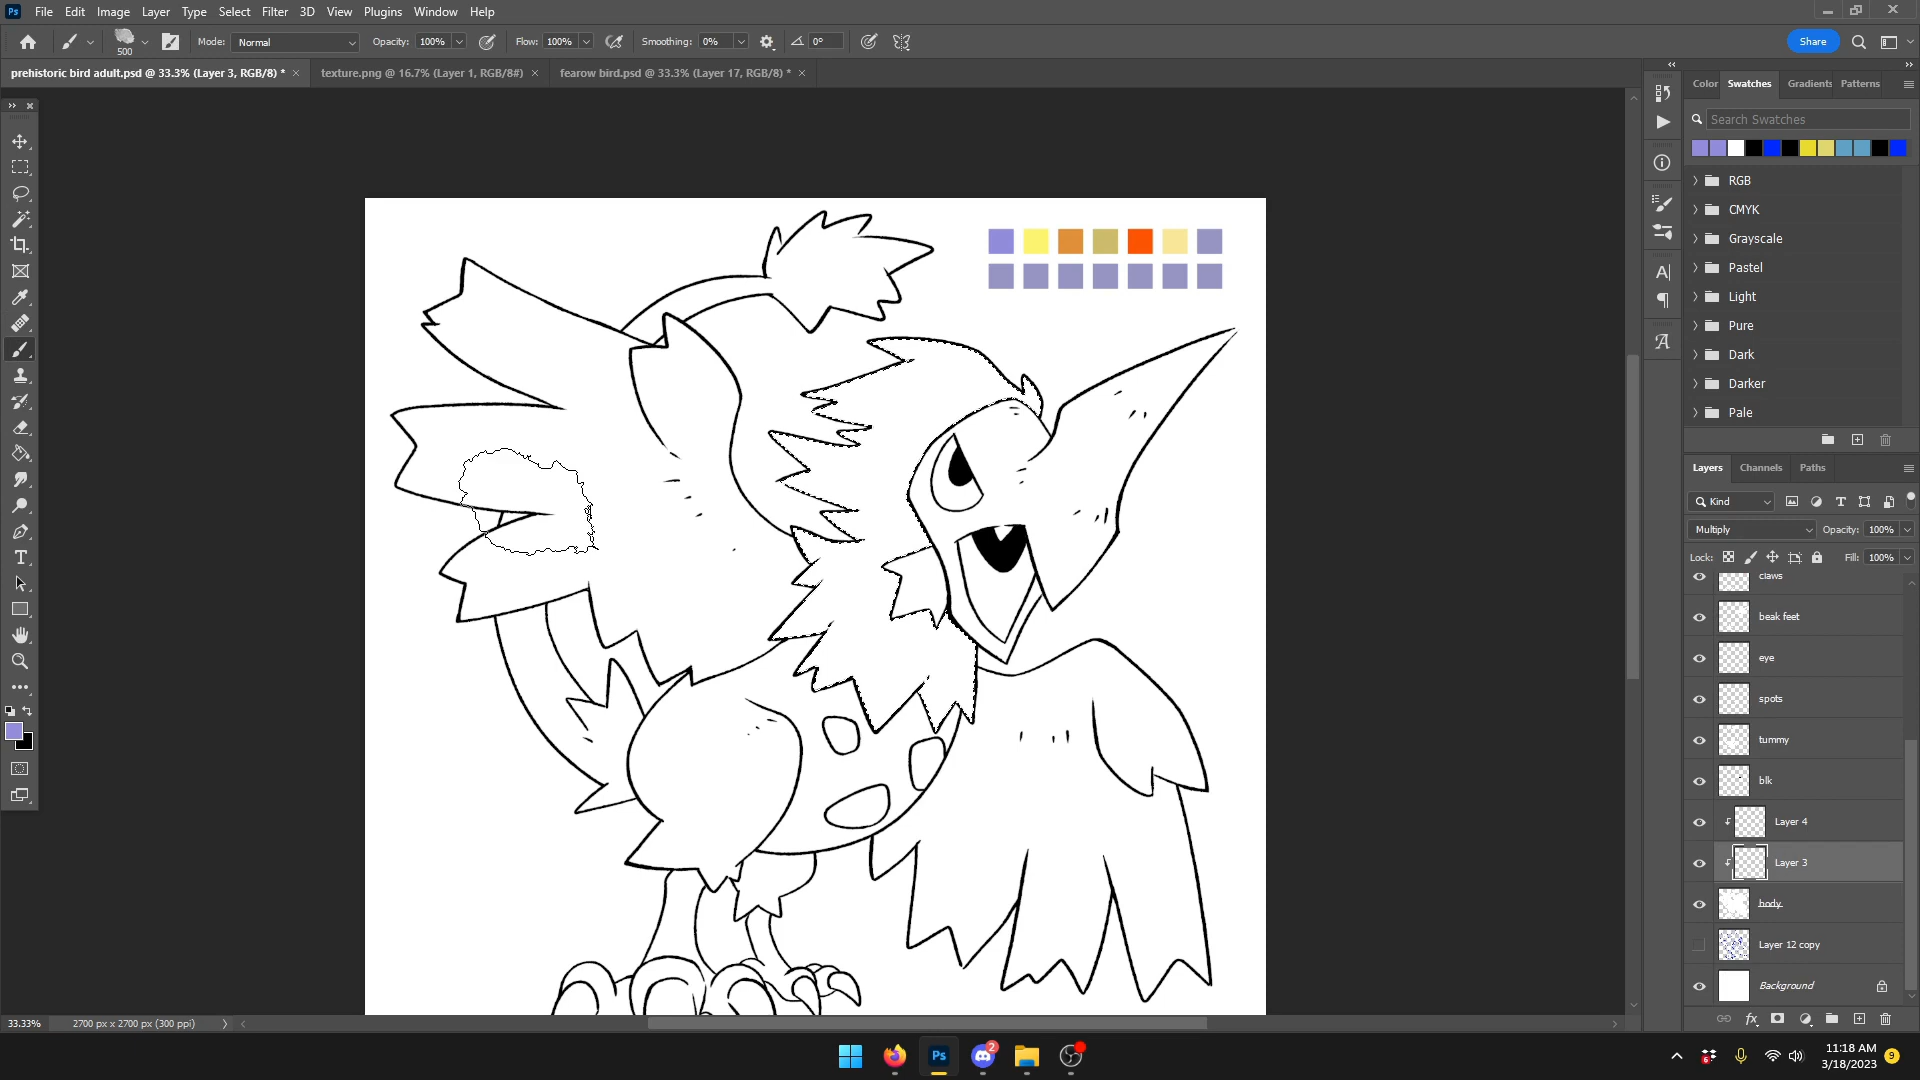 Ps File Edit Image Layer Type Select Filter 3D View Plugins Window Help
500 Mode: Normal Opacity: 100% Flow: 100% Smoothing: 0% 0° Share
prehistoric bird adult.psd @ 33.3% (Layer 3, RGB/8) * × texture.png @ 16.7% (Layer 1, RGB/8#) × fearow bird.psd @ 33.3% (Layer 17, RGB/8) * ×
Color Swatches Gradients Patterns
Search Swatches
RGB
CMYK
Grayscale
Pastel
Light
Pure
Dark
Darker
Pale
Layers Channels Paths
Kind
Multiply Opacity: 100%
Lock: Fill: 100%
claws
beak feet
eye
spots
tummy
blk
Layer 4
Layer 3
body
Layer 12 copy
Background
33.33% 2700 px x 2700 px (300 ppi)
Ps 2 6 11:18 AM 9
3/18/2023